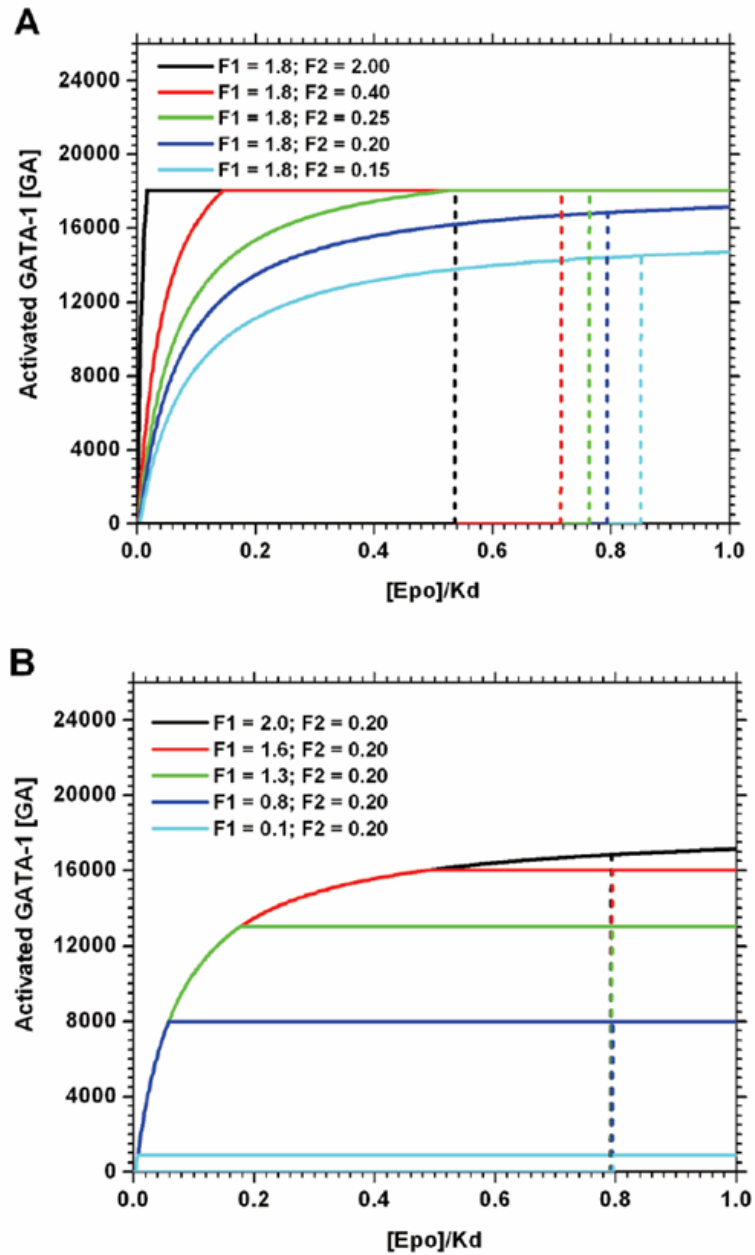 A
F1 = 1.8; F2 = 2.00
F1 = 1.8; F2 = 0.40
F1 = 1.8; F2 = 0.25
F1 = 1.8; F2 = 0.20
F1 = 1.8; F2 = 0.15
24000
20000
16000
12000
8000
4000
0
Activated GATA-1 [GA]
0.0 0.2 0.4 0.6 0.8 1.0
[Epo]/Kd
B
F1 = 2.0; F2 = 0.20
F1 = 1.6; F2 = 0.20
F1 = 1.3; F2 = 0.20
F1 = 0.8; F2 = 0.20
F1 = 0.1; F2 = 0.20
24000
20000
16000
12000
8000
4000
0
Activated GATA-1 [GA]
0.0 0.2 0.4 0.6 0.8 1.0
[Epo]/Kd